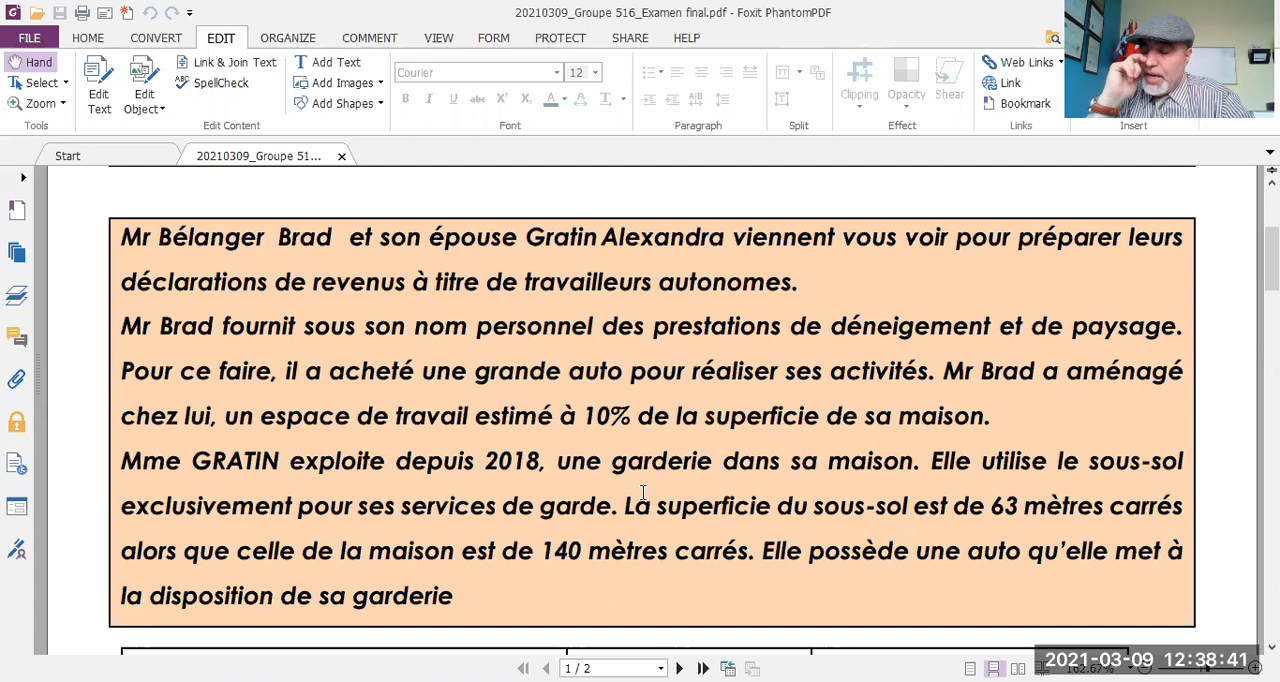 20210309_Groupe 516_Examen final.pdf - Foxit PhantomPDF
FILE HOME CONVERT EDIT ORGANIZE COMMENT VIEW FORM PROTECT SHARE HELP
Hand
Select
Zoom
Tools
Edit Text
Edit Object
Link & Join Text
SpellCheck
Add Text
Add Images
Add Shapes
Edit Content
Courier 12
Font
Paragraph
Split
Clipping Opacity Shear
Effect
Web Links
Link
Bookmark
Links
Insert
Start
20210309_Groupe 51...
Mr Bélanger Brad et son épouse Gratin Alexandra viennent vous voir pour préparer leurs
déclarations de revenus à titre de travailleurs autonomes.
Mr Brad fournit sous son nom personnel des prestations de déneigement et de paysage.
Pour ce faire, il a acheté une grande auto pour réaliser ses activités. Mr Brad a aménagé
chez lui, un espace de travail estimé à 10% de la superficie de sa maison.
Mme GRATIN exploite depuis 2018, une garderie dans sa maison. Elle utilise le sous-sol
exclusivement pour ses services de garde. La superficie du sous-sol est de 63 mètres carrés
alors que celle de la maison est de 140 mètres carrés. Elle possède une auto qu'elle met à
la disposition de sa garderie
1 / 2
2021-03-09 12:38:41